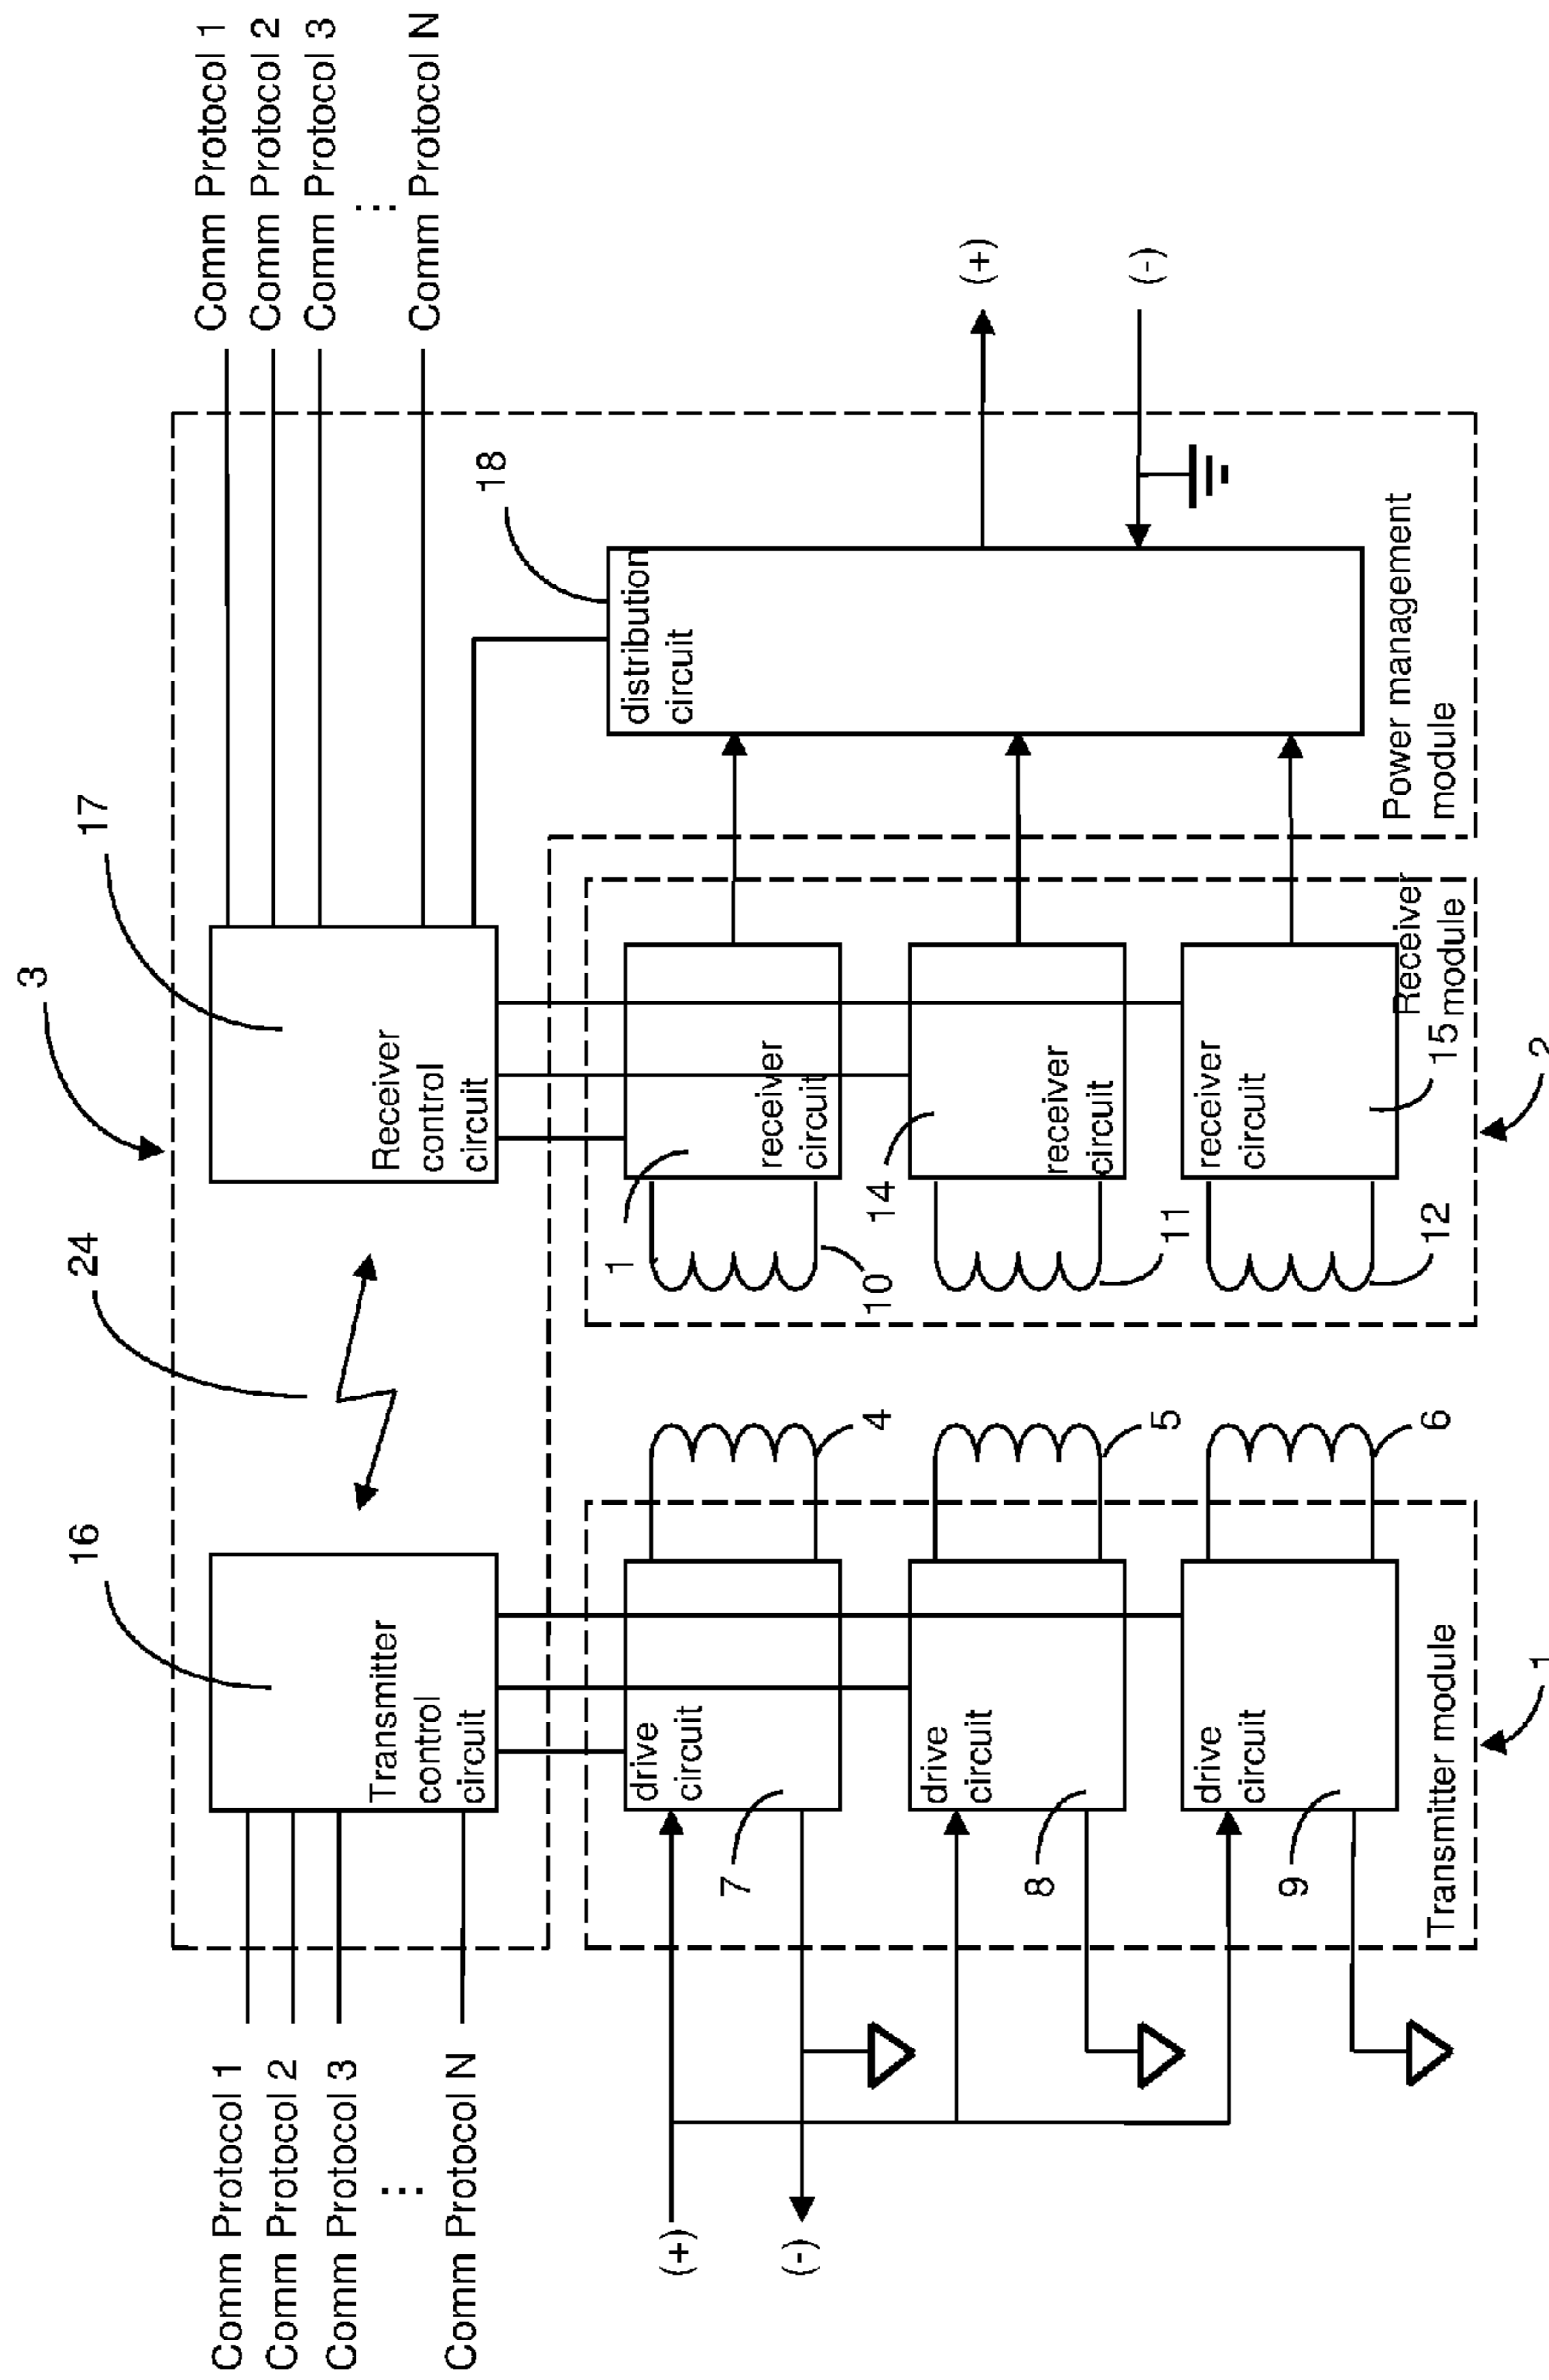 3
24
16
17
Comm Protocol 1
Comm Protocol 2
Comm Protocol 3
...
Comm Protocol N
Transmitter
control
circuit
Receiver
control
circuit
Comm Protocol 1
Comm Protocol 2
Comm Protocol 3
...
Comm Protocol N
18
(+)
(-)
drive
circuit
7
4
1
10
receiver
circuit
distribution
circuit
drive
circuit
8
5
14
11
receiver
circuit
(+)
(-)
drive
circuit
9
6
12
receiver
circuit
15
Transmitter module
Receiver
module
Power management
module
1
2